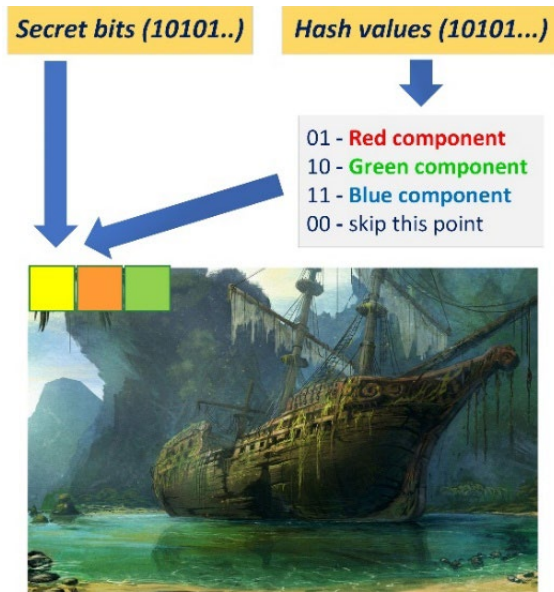 Secret bits (10101..)
Hash values (10101...)
01 - Red component
10 - Green component
11 - Blue component
00 - skip this point